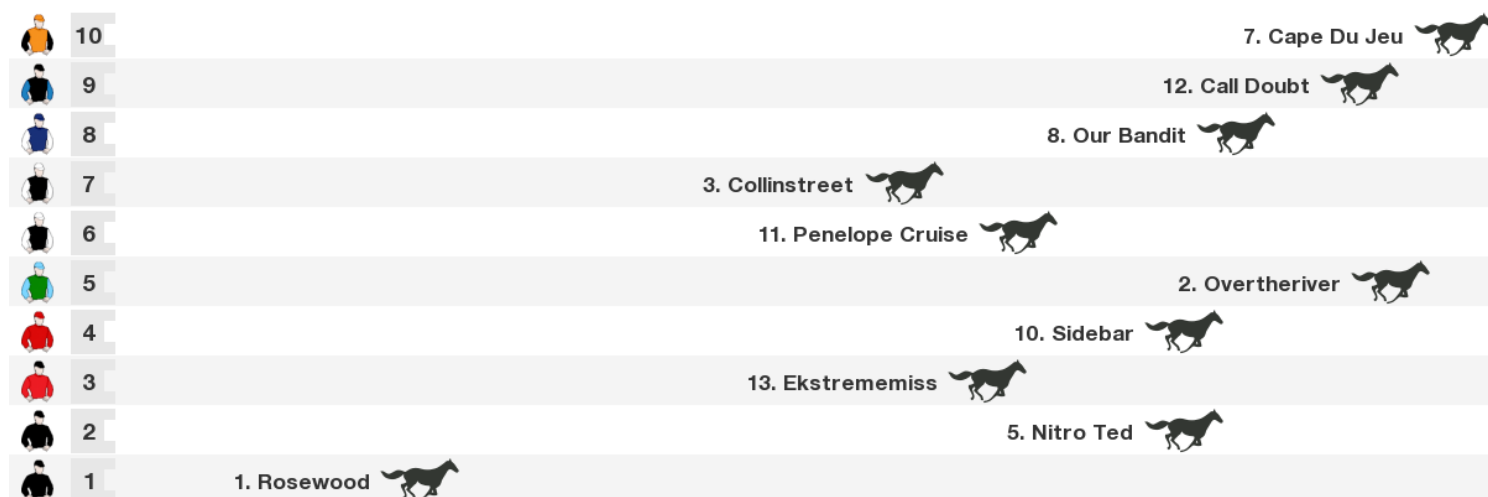 10 7. Cape Du Jeu
9 12. Call Doubt
8 8. Our Bandit
7 3. Collinstreet
6 11. Penelope Cruise
5 2. Overtheriver
4 10. Sidebar
3 13. Ekstrememiss
2 5. Nitro Ted
1 1. Rosewood